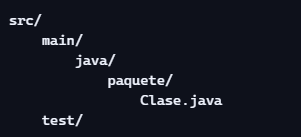 src/
main/
java/
paquete/
Clase.java
test/